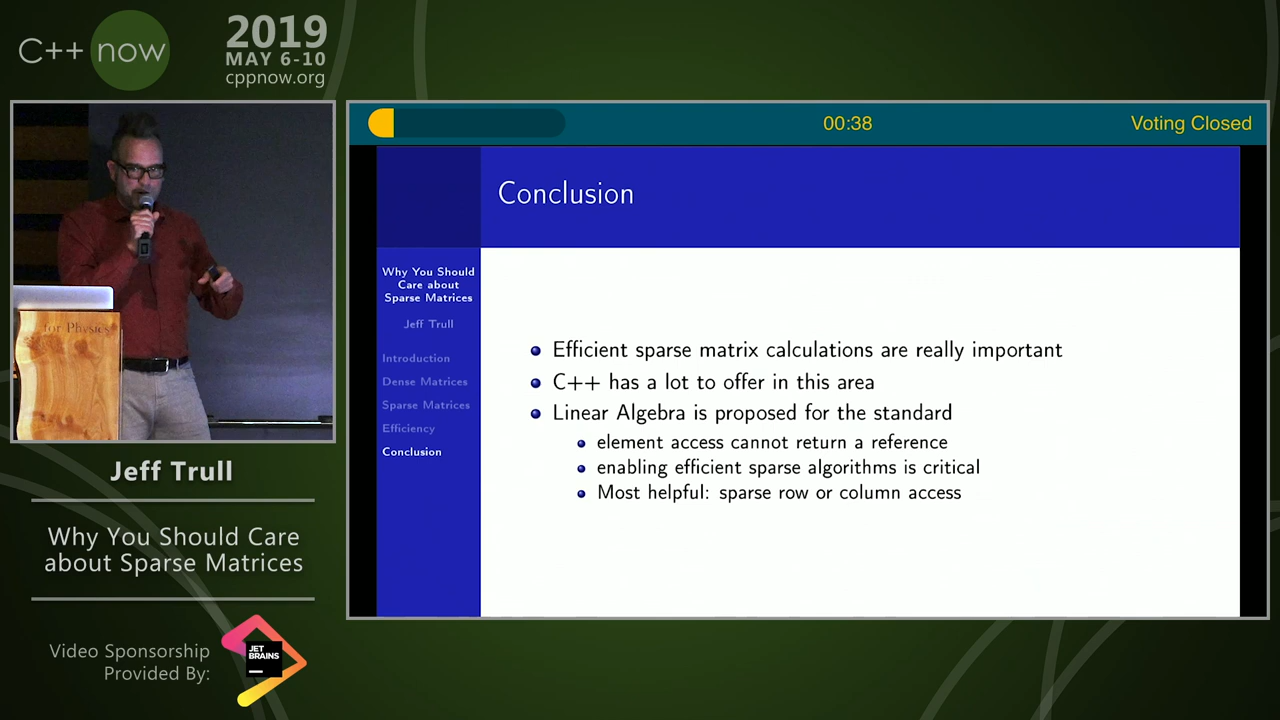 C++ now
2019
MAY 6-10
cppnow.org
00:38
Voting Closed
Conclusion
Why You Should
Care about
Sparse Matrices
Jeff Trull
Introduction
Dense Matrices
Sparse Matrices
Efficiency
Conclusion
Efficient sparse matrix calculations are really important
C++ has a lot to offer in this area
Linear Algebra is proposed for the standard
element access cannot return a reference
enabling efficient sparse algorithms is critical
Most helpful: sparse row or column access
for Physics
Jeff Trull
Why You Should Care
about Sparse Matrices
Video Sponsorship
Provided By:
JET
BRAINS